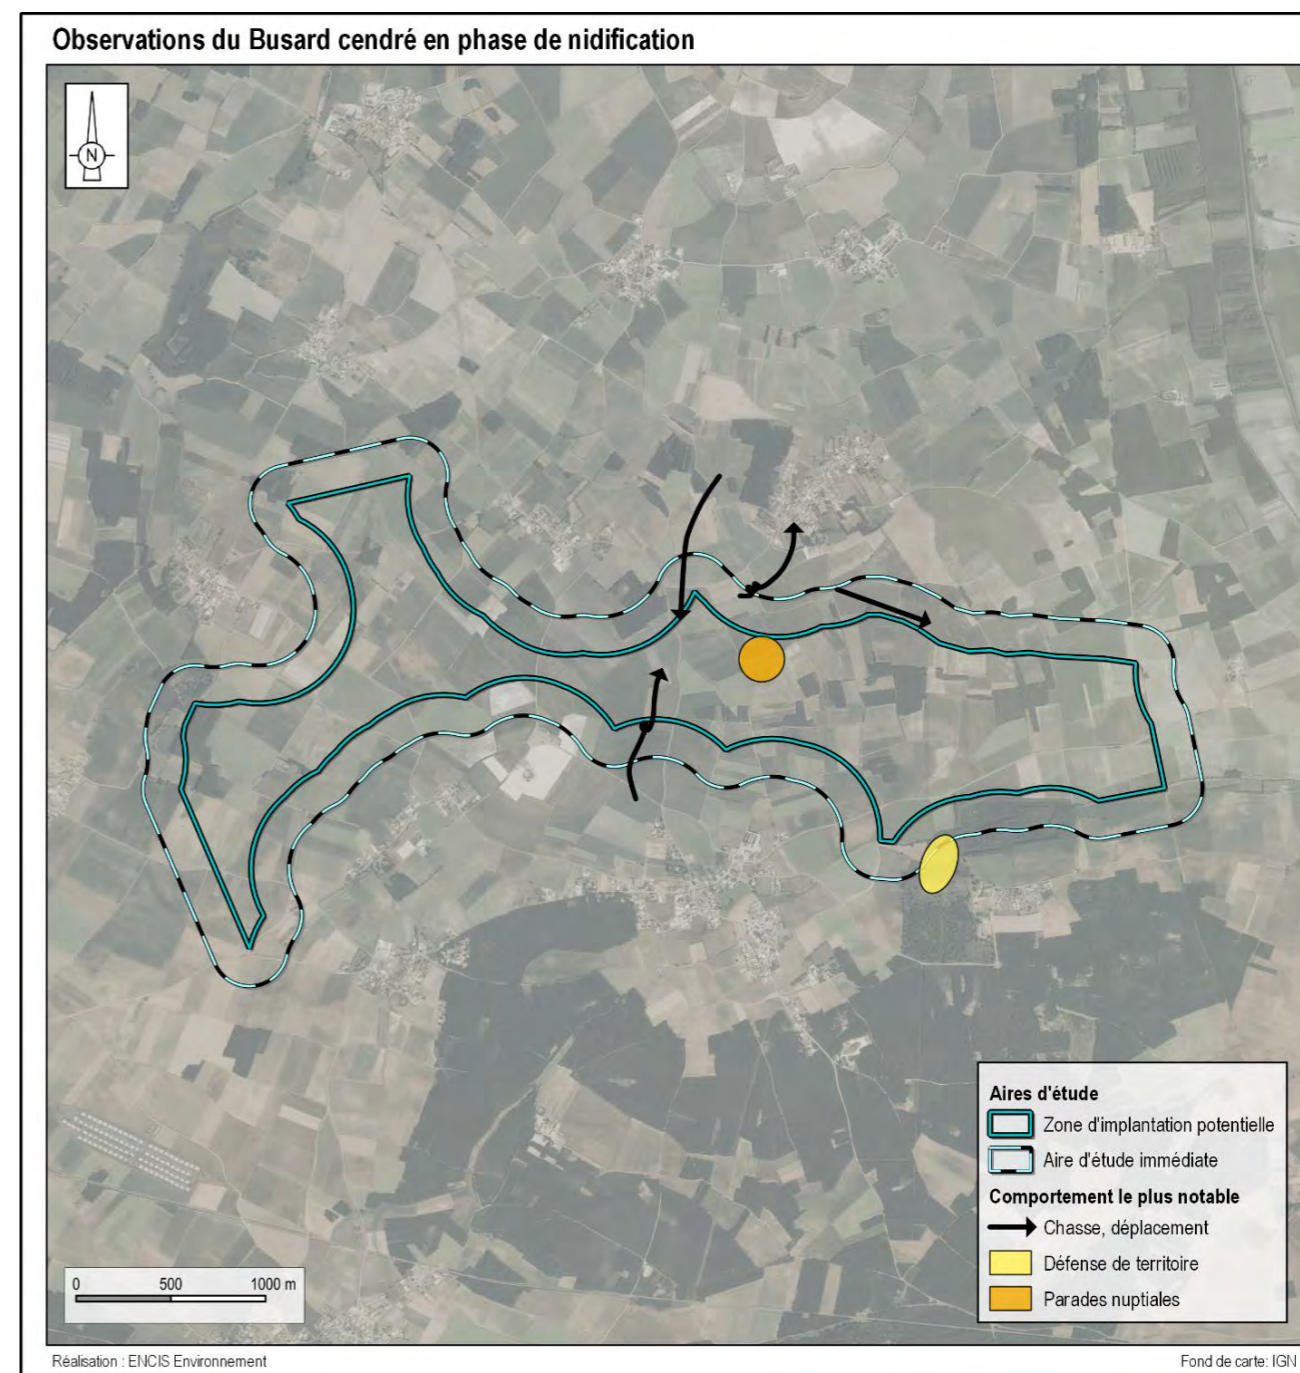 Observations du Busard cendré en phase de nidification
N
Aires d'étude
Zone d'implantation potentielle
Aire d'étude immédiate
Comportement le plus notable
Chasse, déplacement
Défense de territoire
Parades nuptiales
0 500 1000 m
Réalisation : ENCIS Environnement
Fond de carte: IGN